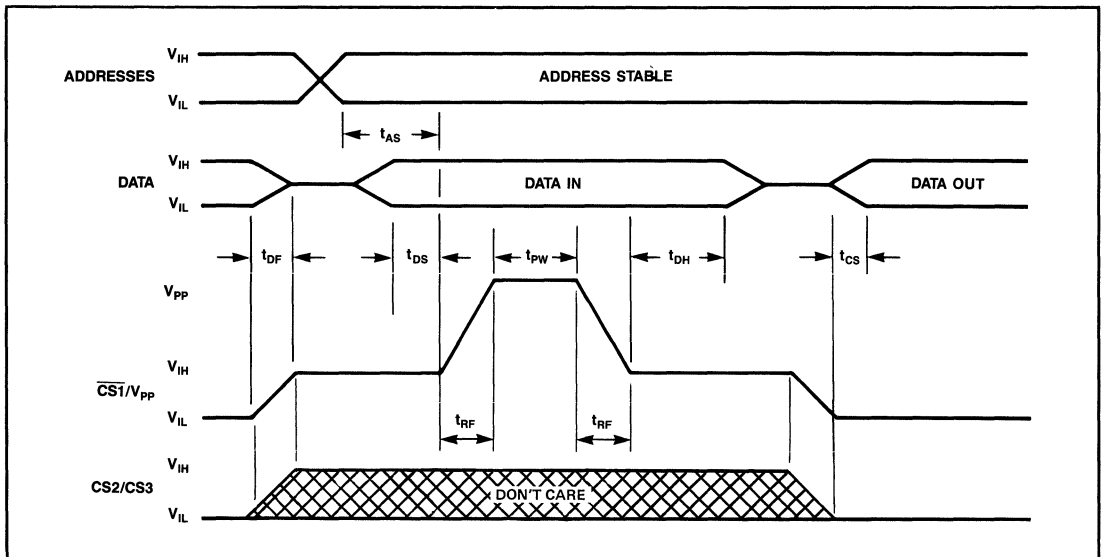 V_IH
ADDRESSES ADDRESS STABLE
V_IL
t_AS
V_IH
DATA DATA IN DATA OUT
V_IL
t_DF t_DS t_PW t_DH t_CS
V_PP
V_IH
C̅S̅1̅/V_PP
V_IL
t_RF t_RF
V_IH
CS2/CS3 DON'T CARE
V_IL